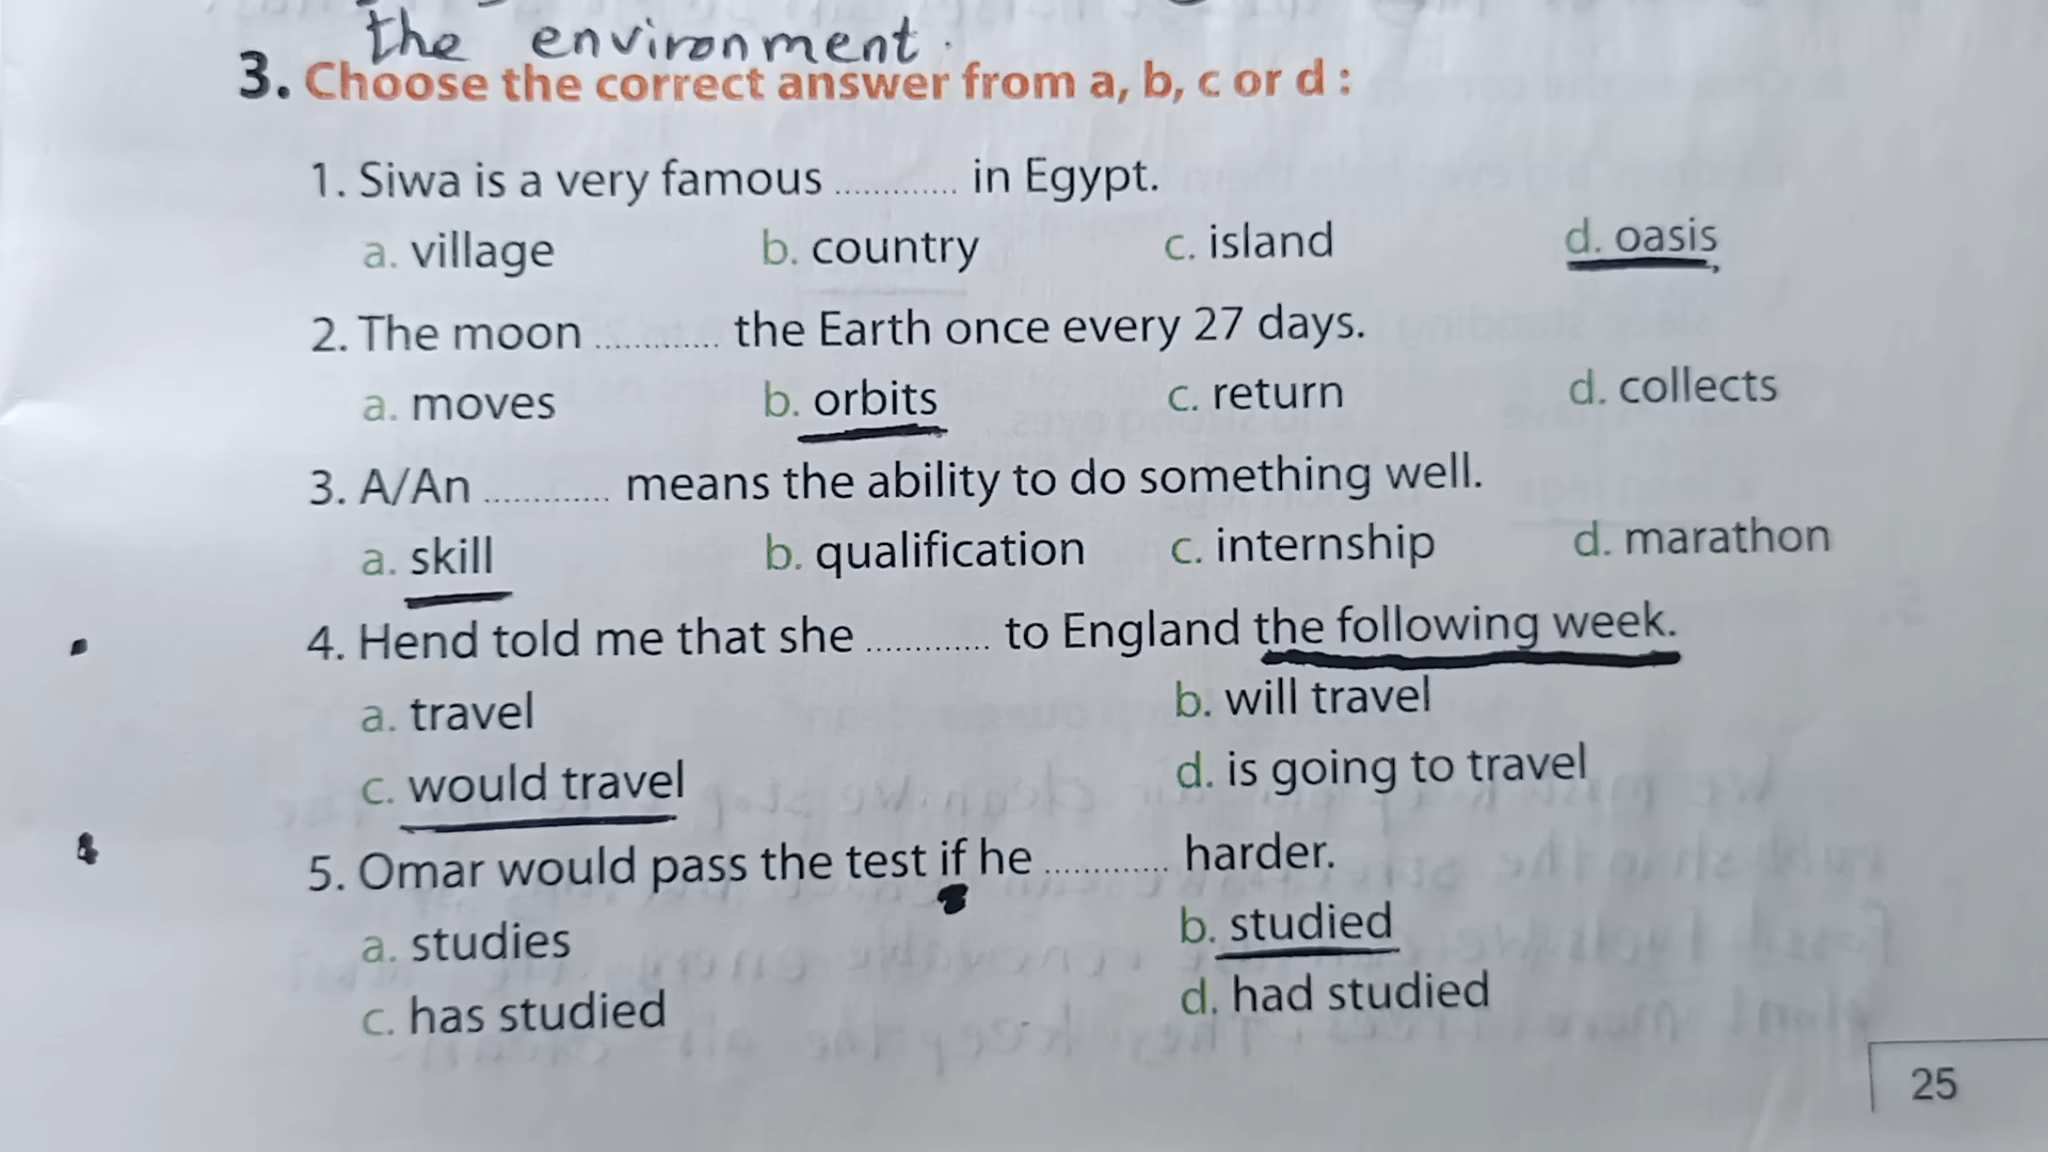 the environment.
3. Choose the correct answer from a, b, c or d :
1. Siwa is a very famous ............ in Egypt.
a. village b. country c. island d. oasis
2. The moon ............ the Earth once every 27 days.
a. moves b. orbits c. return d. collects
3. A/An ............ means the ability to do something well.
a. skill b. qualification c. internship d. marathon
4. Hend told me that she ............ to England the following week.
a. travel b. will travel
c. would travel d. is going to travel
5. Omar would pass the test if he ............ harder.
a. studies b. studied
c. has studied d. had studied
25